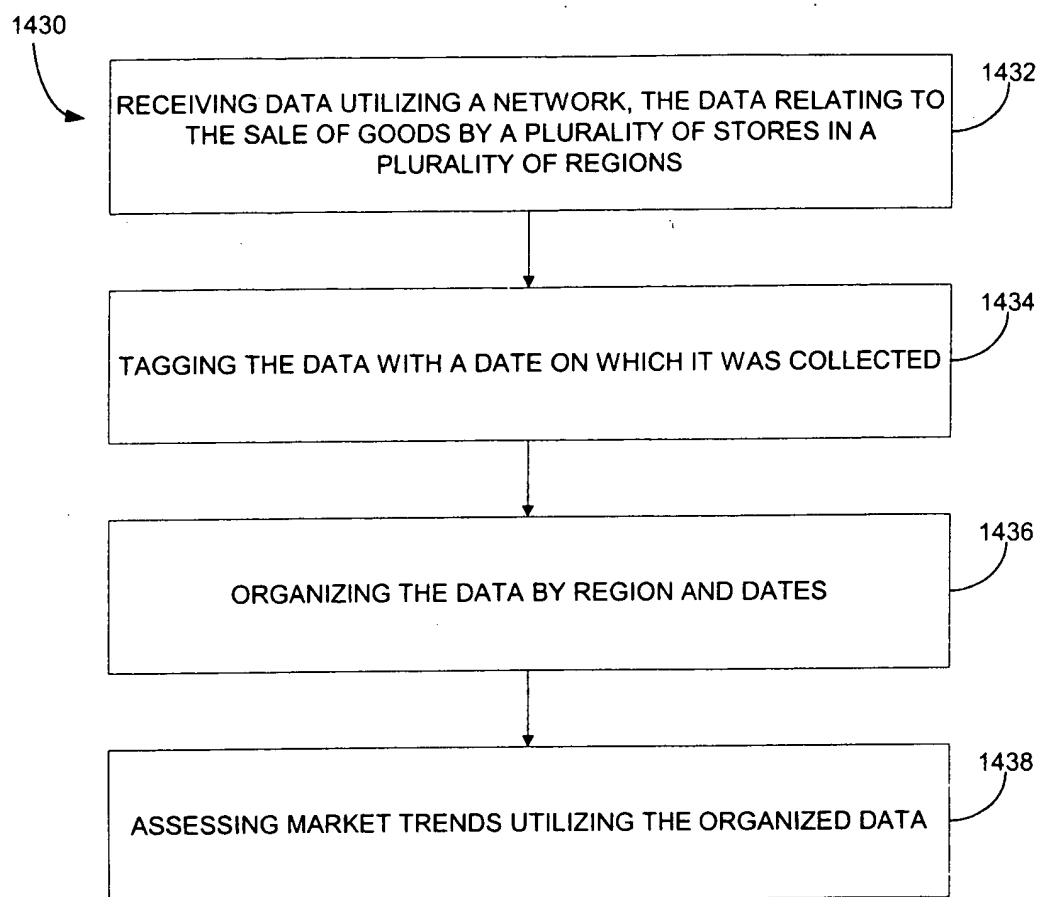 1430
1432
RECEIVING DATA UTILIZING A NETWORK, THE DATA RELATING TO
THE SALE OF GOODS BY A PLURALITY OF STORES IN A
PLURALITY OF REGIONS
1434
TAGGING THE DATA WITH A DATE ON WHICH IT WAS COLLECTED
1436
ORGANIZING THE DATA BY REGION AND DATES
1438
ASSESSING MARKET TRENDS UTILIZING THE ORGANIZED DATA